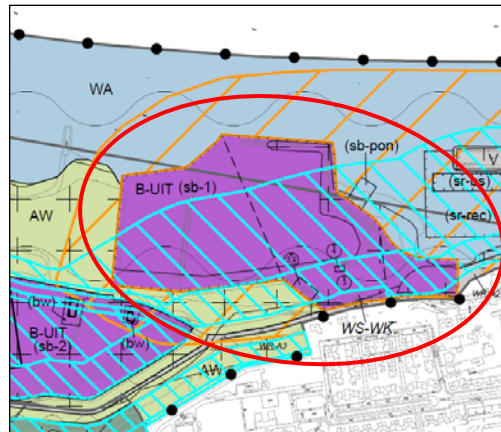 WA
(sb-pon)
V
B-UIT (sb-1)
(sr-bs)
AW
(sr-rec)
(bw)
B-UIT
(sb-2)
(bw)
WS-WK
AW